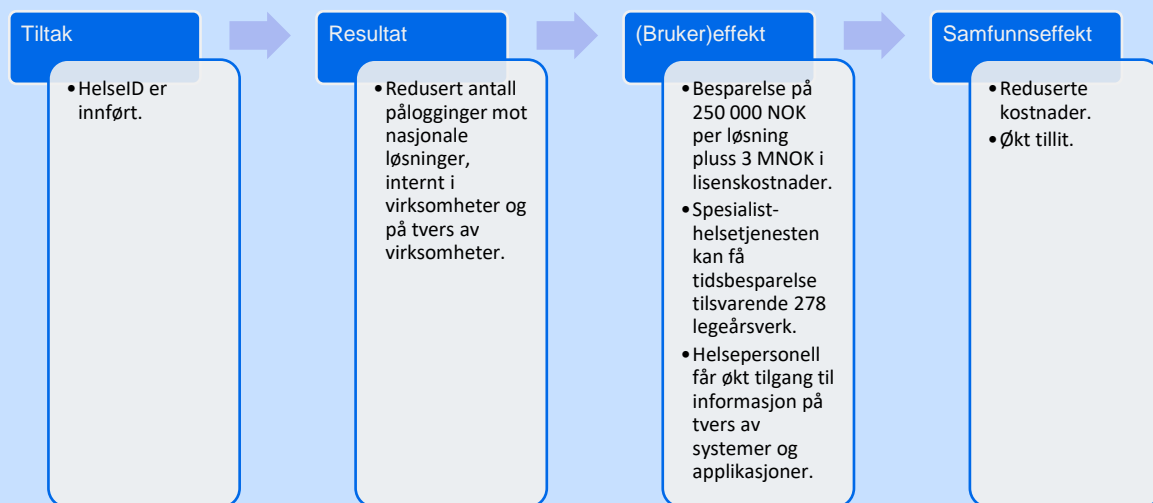 Tiltak
•HelseID er
innført.
Resultat
•Redusert antall
pålogginger mot
nasjonale
løsninger,
internt i
virksomheter og
på tvers av
virksomheter.
(Bruker)effekt
•Besparelse på
250 000 NOK
per løsning
pluss 3 MNOK i
lisenskostnader.
•Spesialist-
helsetjenesten
kan få
tidsbesparelse
tilsvarende 278
legeårsverk.
•Helsepersonell
får økt tilgang til
informasjon på
tvers av
systemer og
applikasjoner.
Samfunnseffekt
•Reduserte
kostnader.
•Økt tillit.